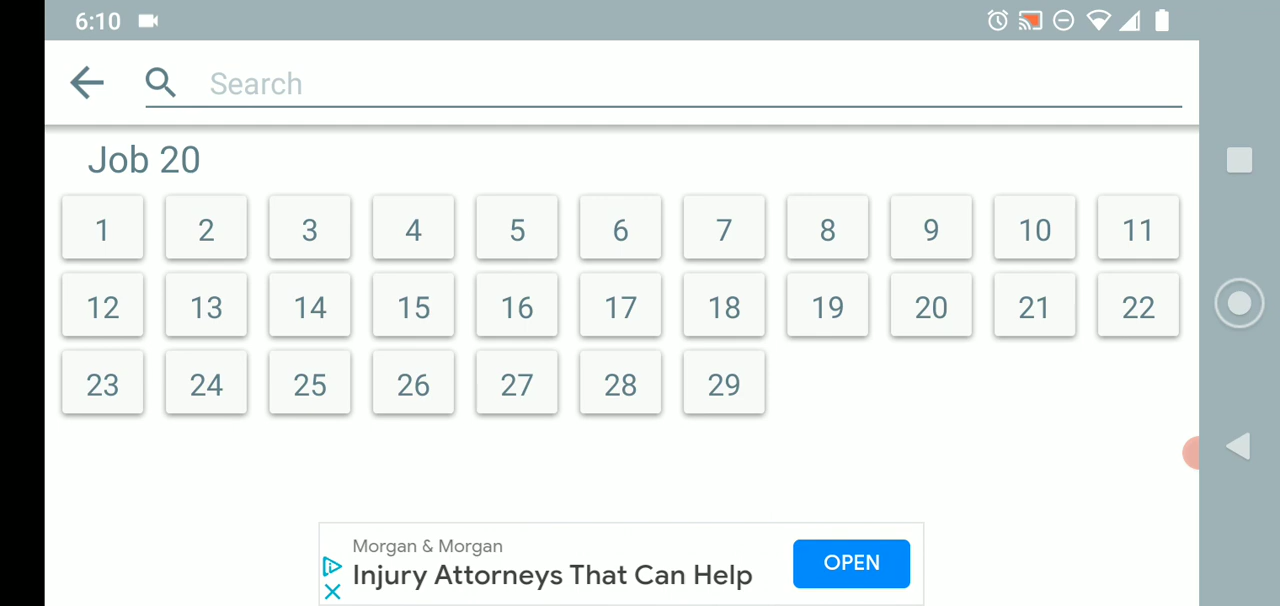 6:10
Search
Job 20
1 2 3 4 5 6 7 8 9 10 11
12 13 14 15 16 17 18 19 20 21 22
23 24 25 26 27 28 29
Morgan & Morgan
Injury Attorneys That Can Help
OPEN